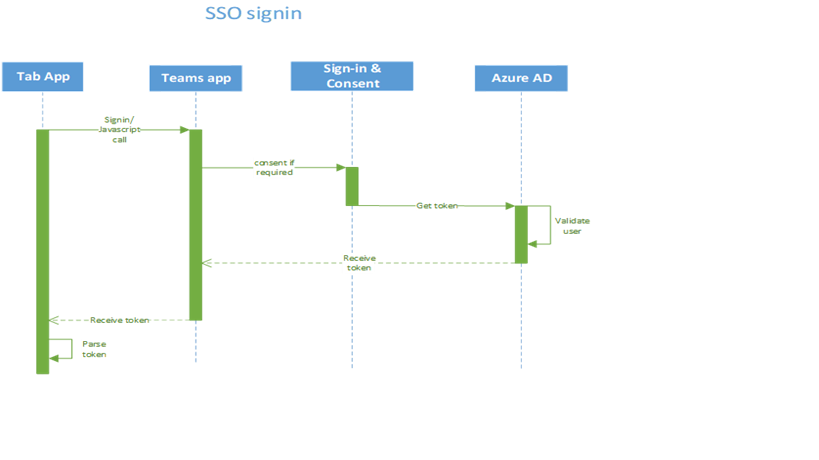 SSO signin
Tab App
Teams app
Sign-in &
Consent
Azure AD
Signin/
Javascript
call
consent if
required
Get token
Validate
user
Receive
token
Receive token
Parse
token